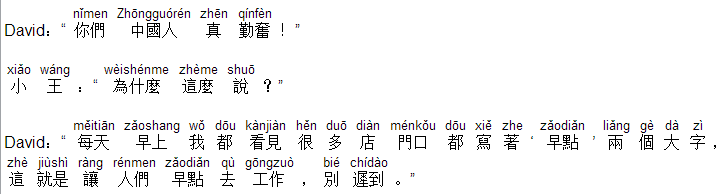 nǐmen Zhōngguórén zhēn qínfèn
David：“ 你們 中國人 真 勤奮！”
xiǎo wáng wèishénme zhème shuō
小 王 ：“ 為什麼 這麼 說 ？”
měitiān zǎoshang wǒ dōu kànjiàn hěn duō diàn ménkǒu dōu xiě zhe zǎodiǎn liǎng gè dà zì
David：“ 每天 早上 我 都 看見 很 多 店 門口 都 寫 著 ‘ 早點 ’ 兩 個 大 字，
zhè jiùshì ràng rénmen zǎodiǎn qù gōngzuò bié chídào
這 就是 讓 人們 早點 去 工作 ，別 遲到 。”